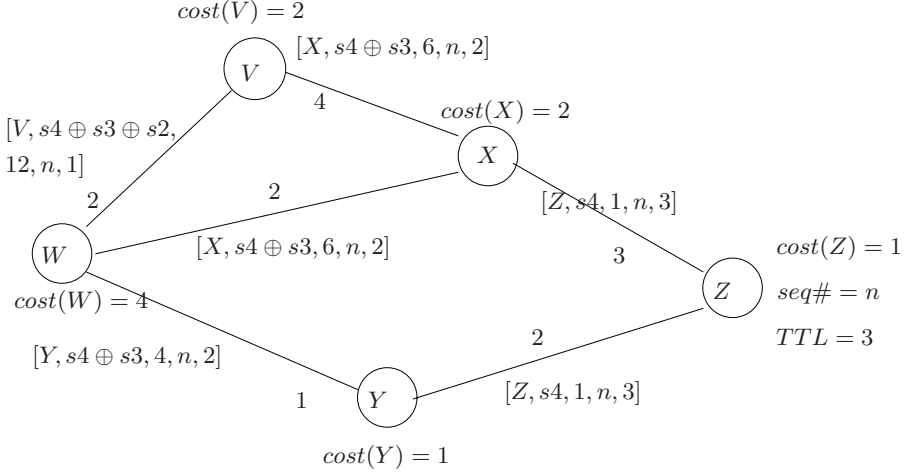 cost(V) = 2
[X, s4 ⊕ s3, 6, n, 2]
V
4
cost(X) = 2
[V, s4 ⊕ s3 ⊕ s2,
12, n, 1]
X
2
2
[Z, s4, 1, n, 3]
[X, s4 ⊕ s3, 6, n, 2]
W
3
cost(Z) = 1
cost(W) = 4
Z
seq# = n
2
TTL = 3
[Y, s4 ⊕ s3, 4, n, 2]
[Z, s4, 1, n, 3]
1
Y
cost(Y) = 1